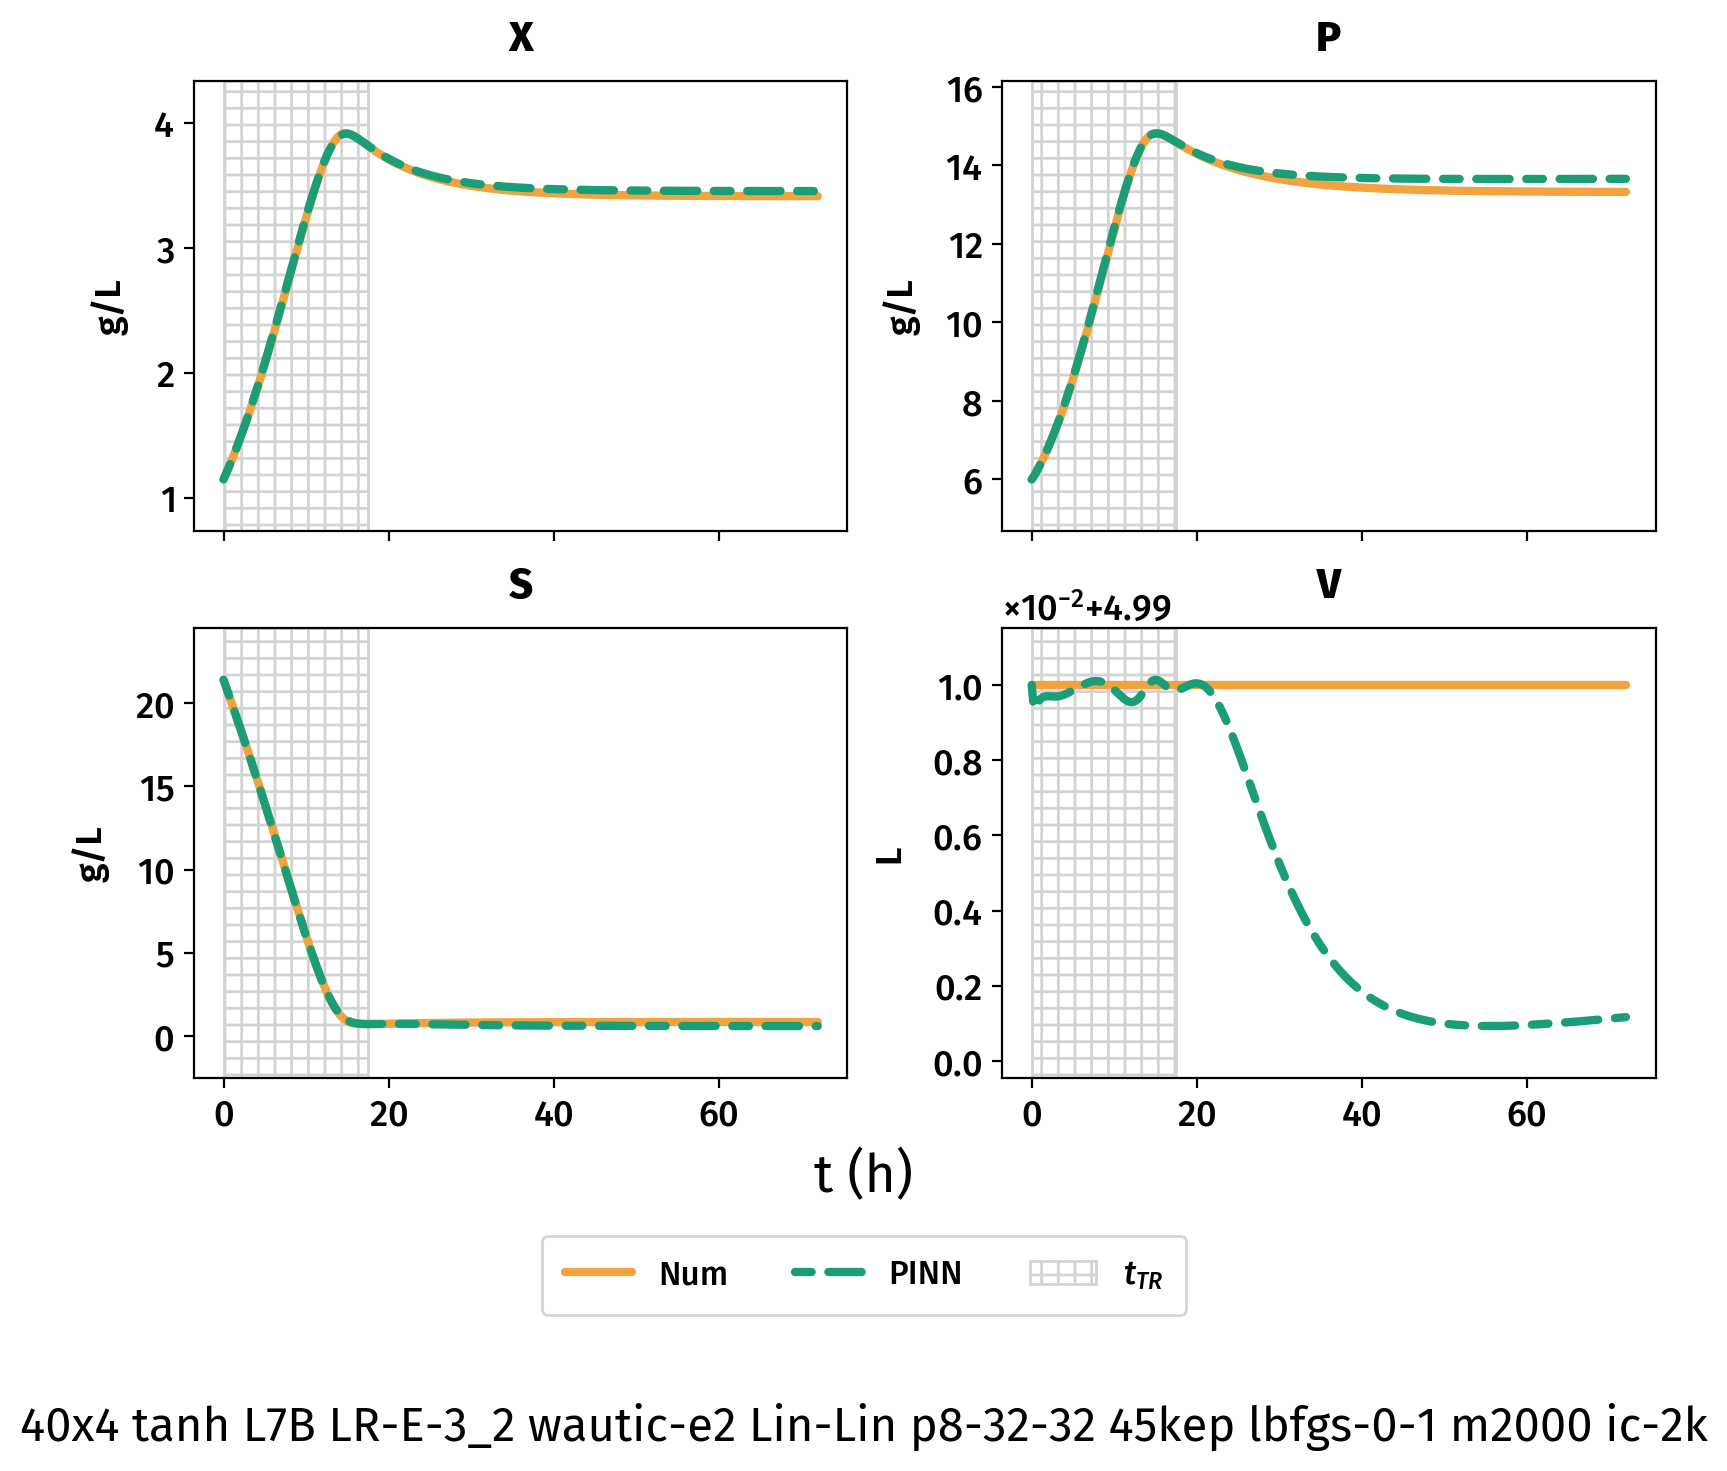 X
P
4
3
2
1
g/L
16
14
12
10
8
6
g/L
S
V
×10⁻²+4.99
20
15
10
5
0
g/L
1.0
0.8
0.6
0.4
0.2
0.0
L
0 20 40 60
0 20 40 60
t (h)
Num PINN t_TR
40x4 tanh L7B LR-E-3_2 wautic-e2 Lin-Lin p8-32-32 45kep lbfgs-0-1 m2000 ic-2k